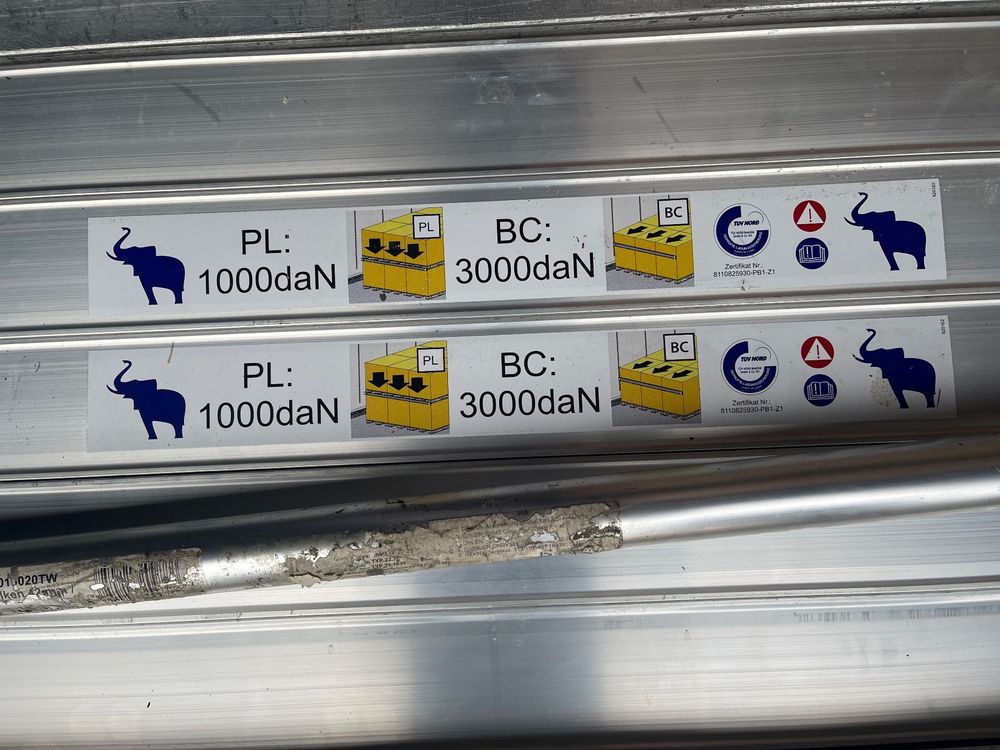 PL:
1000daN
PL
BC:
3000daN
BC
TÜV NORD
Zertifikat Nr.:
8110825930-PB1-Z1
PL:
1000daN
PL
BC:
3000daN
BC
TÜV NORD
Zertifikat Nr.:
8110825930-PB1-Z1
020TW